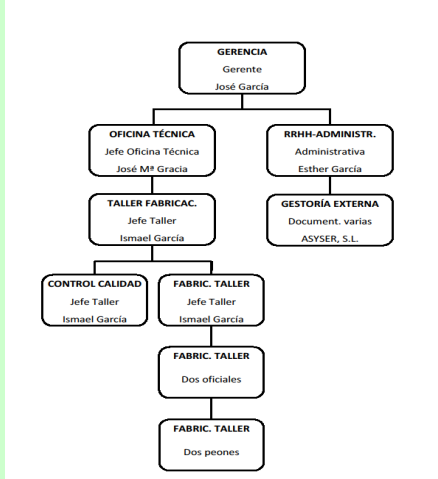 GERENCIA
Gerente
José García
OFICINA TÉCNICA
Jefe Oficina Técnica
José Mª Gracia
RRHH-ADMINISTR.
Administrativa
Esther García
TALLER FABRICAC.
Jefe Taller
Ismael García
GESTORÍA EXTERNA
Document. varias
ASYSER, S.L.
CONTROL CALIDAD
Jefe Taller
Ismael García
FABRIC. TALLER
Jefe Taller
Ismael García
FABRIC. TALLER
Dos oficiales
FABRIC. TALLER
Dos peones